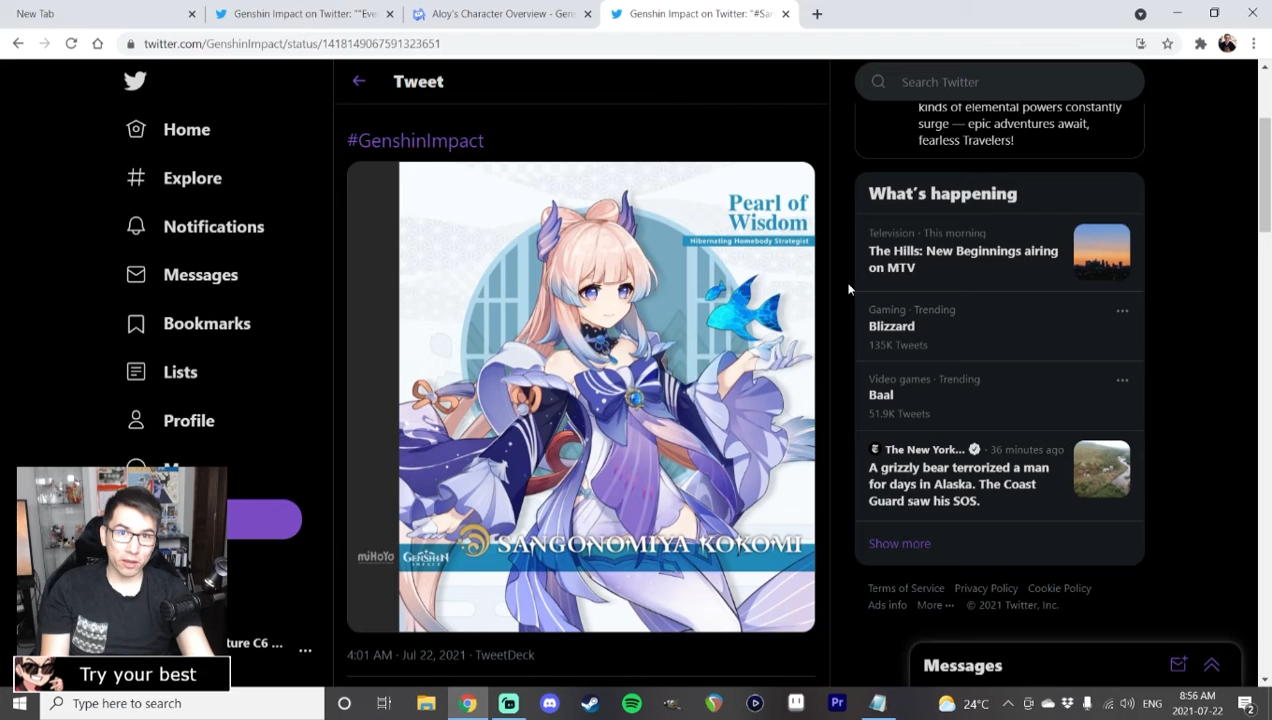 New Tab
Genshin Impact on Twitter: ""Eve
Aloy's Character Overview - Gens
Genshin Impact on Twitter: "#San
twitter.com/GenshinImpact/status/1418149067591323651
Home
Explore
Notifications
Messages
Bookmarks
Lists
Profile
ture C6 ...
Try your best
Tweet
#GenshinImpact
Pearl of
Wisdom
Hibernating Homebody Strategist
miHoYo
GENSHIN
IMPACT
SANGONOMIYA KOKOMI
4:01 AM · Jul 22, 2021 · TweetDeck
Search Twitter
kinds of elemental powers constantly
surge — epic adventures await,
fearless Travelers!
What's happening
Television · This morning
The Hills: New Beginnings airing
on MTV
Gaming · Trending
Blizzard
135K Tweets
Video games · Trending
Baal
51.9K Tweets
The New York... · 36 minutes ago
A grizzly bear terrorized a man
for days in Alaska. The Coast
Guard saw his SOS.
Show more
Terms of Service Privacy Policy Cookie Policy
Ads info More ··· © 2021 Twitter, Inc.
Messages
Type here to search
Pr
24°C
ENG
8:56 AM
2021-07-22
2